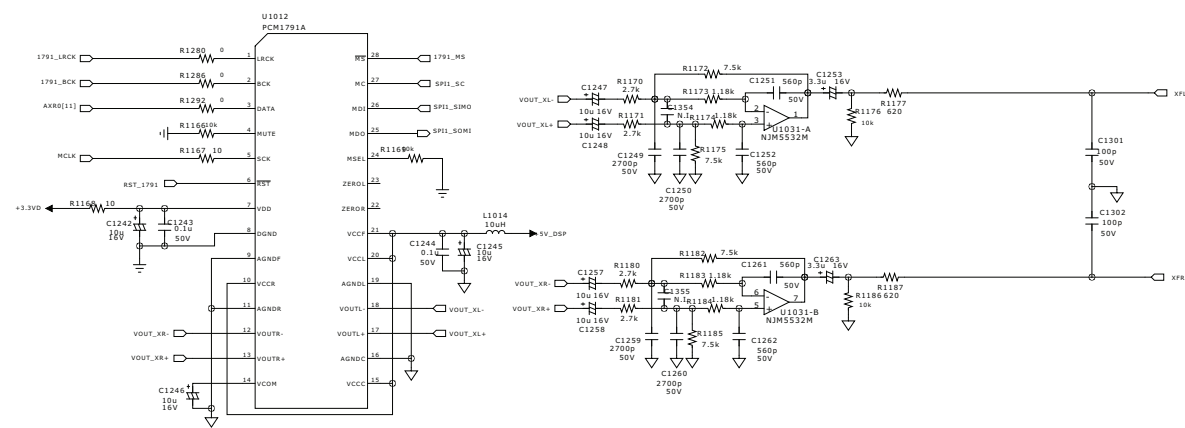 U1012
PCM1791A
1791_LRCK
R1280 0
1 LRCK
MS 28
1791_MS
1791_BCK
R1286 0
2 BCK
MC 27
SPI1_SC
AXR0[11]
R1292 0
3 DATA
MDI 26
SPI1_SIMO
R1166 10k
4 MUTE
MDO 25
SPI1_SOMI
MCLK
R1167 10
5 SCK
MSEL 24
R1169 10k
RST_1791
6 RST
ZEROL 23
+3.3VD
R1168 10
7 VDD
ZEROR 22
C1242
10u
16V
C1243
0.1u
50V
8 DGND
VCCF 21
L1014
10uH
+5V_DSP
C1244
0.1u
50V
C1245
10u
16V
9 AGNDF
VCCL 20
10 VCCR
AGNDL 19
11 AGNDR
VOUTL- 18
VOUT_XL-
VOUT_XR-
12 VOUTR-
VOUTL+ 17
VOUT_XL+
VOUT_XR+
13 VOUTR+
AGNDC 16
14 VCOM
VCCC 15
C1246
10u
16V
R1172 7.5k
C1247
10u 16V
R1170
2.7k
VOUT_XL-
R1173 1.18k
C1251 560p
50V
C1253
3.3u 16V
C1354
N.I
R1177
620
XFL
R1176
10k
VOUT_XL+
R1171
2.7k
R1174 1.18k
2 -
3 +
1
U1031-A
NJM5532M
10u 16V
C1248
C1249
2700p
50V
C1250
2700p
50V
R1175
7.5k
C1252
560p
50V
C1301
100p
50V
C1302
100p
50V
R1182 7.5k
C1257
10u 16V
R1180
2.7k
VOUT_XR-
R1183 1.18k
C1261 560p
50V
C1263
3.3u 16V
C1355
N.I
R1187
620
XFR
R1186
10k
VOUT_XR+
R1181
2.7k
R1184 1.18k
6 -
5 +
7
U1031-B
NJM5532M
10u 16V
C1258
C1259
2700p
50V
C1260
2700p
50V
R1185
7.5k
C1262
560p
50V